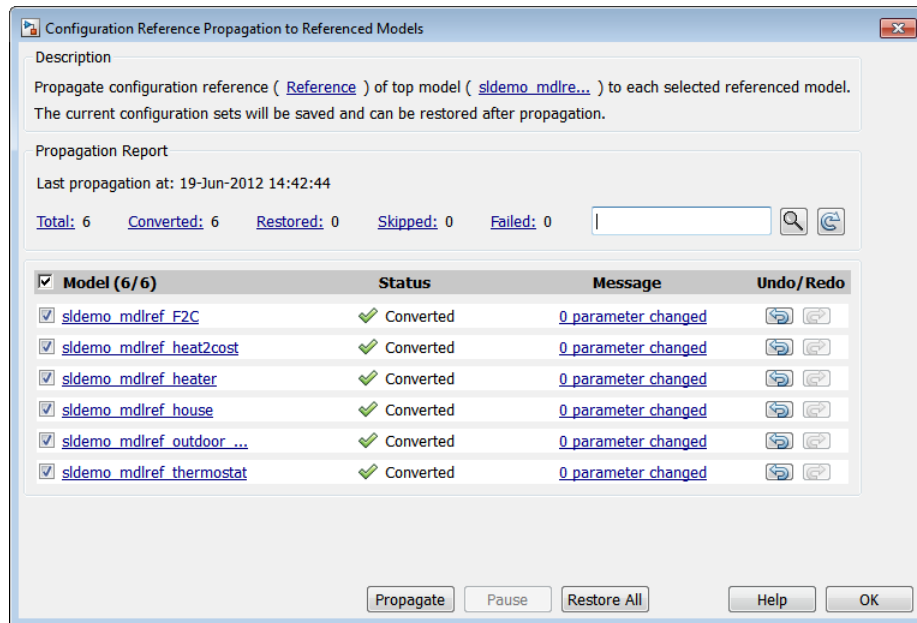 Configuration Reference Propagation to Referenced Models
Description
Propagate configuration reference ( Reference ) of top model ( sldemo_mdlre... ) to each selected referenced model.
The current configuration sets will be saved and can be restored after propagation.
Propagation Report
Last propagation at: 19-Jun-2012 14:42:44
Total: 6 Converted: 6 Restored: 0 Skipped: 0 Failed: 0
Model (6/6) Status Message Undo/Redo
sldemo_mdlref_F2C Converted 0 parameter changed
sldemo_mdlref_heat2cost Converted 0 parameter changed
sldemo_mdlref_heater Converted 0 parameter changed
sldemo_mdlref_house Converted 0 parameter changed
sldemo_mdlref_outdoor_... Converted 0 parameter changed
sldemo_mdlref_thermostat Converted 0 parameter changed
Propagate Pause Restore All Help OK